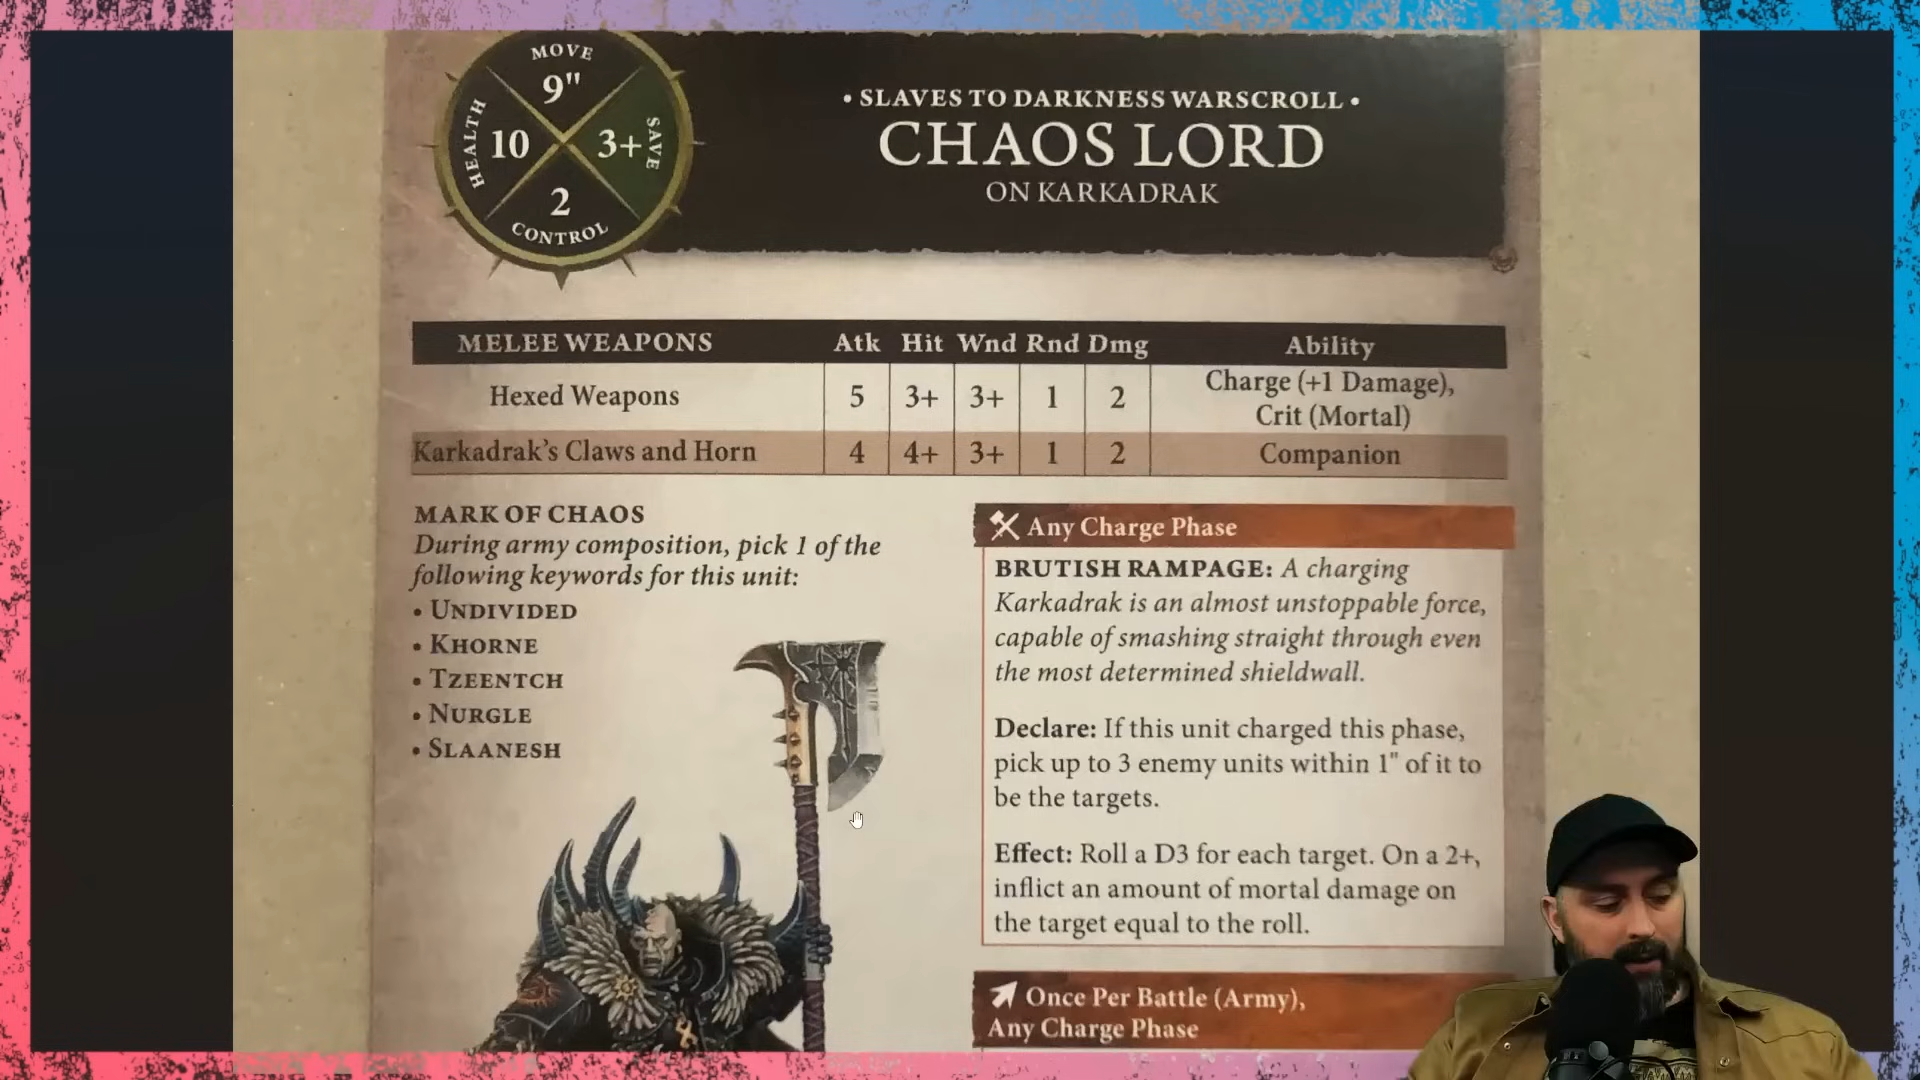 MOVE
9"
HEALTH
10
3+
SAVE
2
CONTROL
• SLAVES TO DARKNESS WARSCROLL •
CHAOS LORD
ON KARKADRAK
MELEE WEAPONS Atk Hit Wnd Rnd Dmg Ability
Hexed Weapons 5 3+ 3+ 1 2 Charge (+1 Damage),
Crit (Mortal)
Karkadrak's Claws and Horn 4 4+ 3+ 1 2 Companion
MARK OF CHAOS
During army composition, pick 1 of the
following keywords for this unit:
• UNDIVIDED
• KHORNE
• TZEENTCH
• NURGLE
• SLAANESH
Any Charge Phase
BRUTISH RAMPAGE: A charging
Karkadrak is an almost unstoppable force,
capable of smashing straight through even
the most determined shieldwall.
Declare: If this unit charged this phase,
pick up to 3 enemy units within 1" of it to
be the targets.
Effect: Roll a D3 for each target. On a 2+,
inflict an amount of mortal damage on
the target equal to the roll.
Once Per Battle (Army),
Any Charge Phase